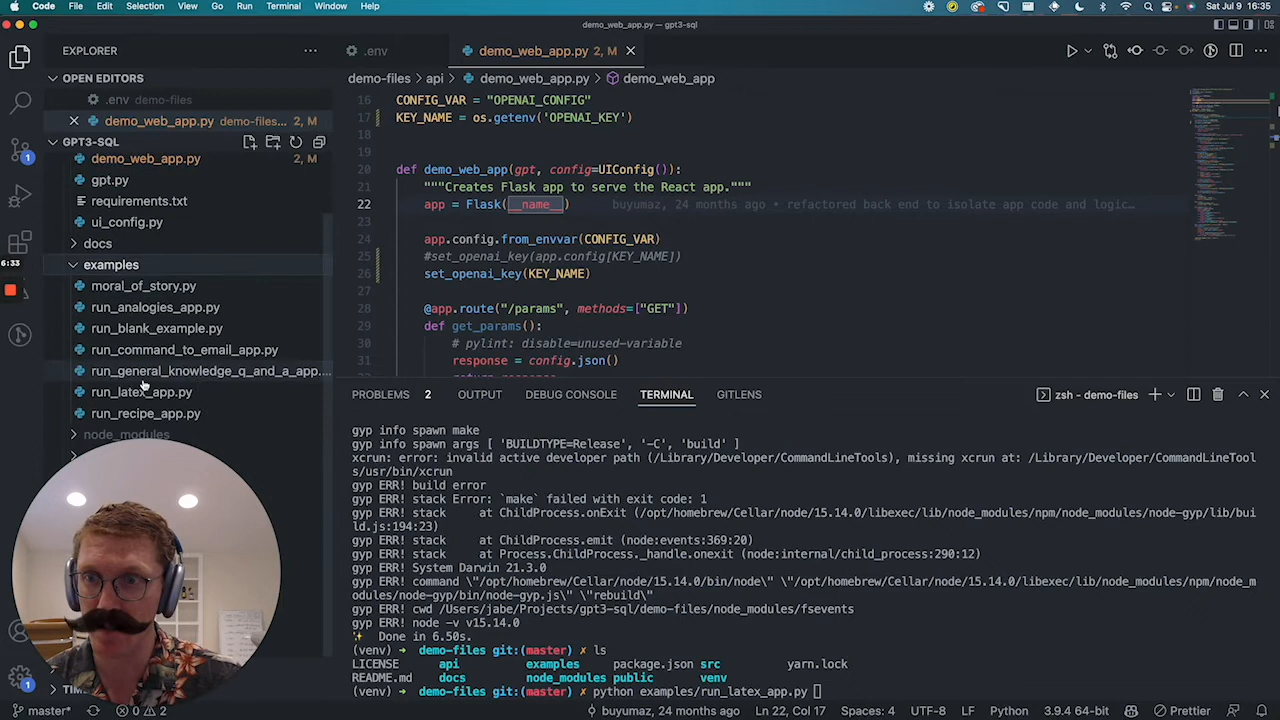 Code File Edit Selection View Go Run Terminal Window Help Sat Jul 9 16:35
demo_web_app.py — gpt3-sql
EXPLORER
.env
demo_web_app.py 2, M
OPEN EDITORS
.env demo-files
demo_web_app.py demo-files... 2, M
demo-files > api > demo_web_app.py > demo_web_app
GPT3-SQL
demo_web_app.py 2, M
gpt.py
requirements.txt
ui_config.py
docs
examples
moral_of_story.py
run_analogies_app.py
run_blank_example.py
run_command_to_email_app.py
run_general_knowledge_q_and_a_app....
run_latex_app.py
run_recipe_app.py
node_modules
6:33
1
16 CONFIG_VAR = "OPENAI_CONFIG"
17 KEY_NAME = os.getenv('OPENAI_KEY')
18
19
20 def demo_web_app(gpt, config=UIConfig()):
21 """Creates Flask app to serve the React app."""
22 app = Flask(__name__) buyumaz, 24 months ago • refactored back end to isolate app code and logic…
23
24 app.config.from_envvar(CONFIG_VAR)
25 #set_openai_key(app.config[KEY_NAME])
26 set_openai_key(KEY_NAME)
27
28 @app.route("/params", methods=["GET"])
29 def get_params():
30 # pylint: disable=unused-variable
31 response = config.json()
32 return response
PROBLEMS 2 OUTPUT DEBUG CONSOLE TERMINAL GITLENS
zsh - demo-files
gyp info spawn make
gyp info spawn args [ 'BUILDTYPE=Release', '-C', 'build' ]
xcrun: error: invalid active developer path (/Library/Developer/CommandLineTools), missing xcrun at: /Library/Developer/CommandLineTool
s/usr/bin/xcrun
gyp ERR! build error
gyp ERR! stack Error: `make` failed with exit code: 1
gyp ERR! stack at ChildProcess.onExit (/opt/homebrew/Cellar/node/15.14.0/libexec/lib/node_modules/npm/node_modules/node-gyp/lib/bui
ld.js:194:23)
gyp ERR! stack at ChildProcess.emit (node:events:369:20)
gyp ERR! stack at Process.ChildProcess._handle.onexit (node:internal/child_process:290:12)
gyp ERR! System Darwin 21.3.0
gyp ERR! command \"/opt/homebrew/Cellar/node/15.14.0/bin/node\" \"/opt/homebrew/Cellar/node/15.14.0/libexec/lib/node_modules/npm/node_m
odules/node-gyp/bin/node-gyp.js\" \"rebuild\"
gyp ERR! cwd /Users/jabe/Projects/gpt3-sql/demo-files/node_modules/fsevents
gyp ERR! node -v v15.14.0
✨ Done in 6.50s.
(venv) → demo-files git:(master) ✗ ls
LICENSE api examples package.json src yarn.lock
README.md docs node_modules public venv
(venv) → demo-files git:(master) ✗ python examples/run_latex_app.py
1
TIM
master* 0 2 buyumaz, 24 months ago Ln 22, Col 17 Spaces: 4 UTF-8 LF Python 3.9.4 64-bit Prettier